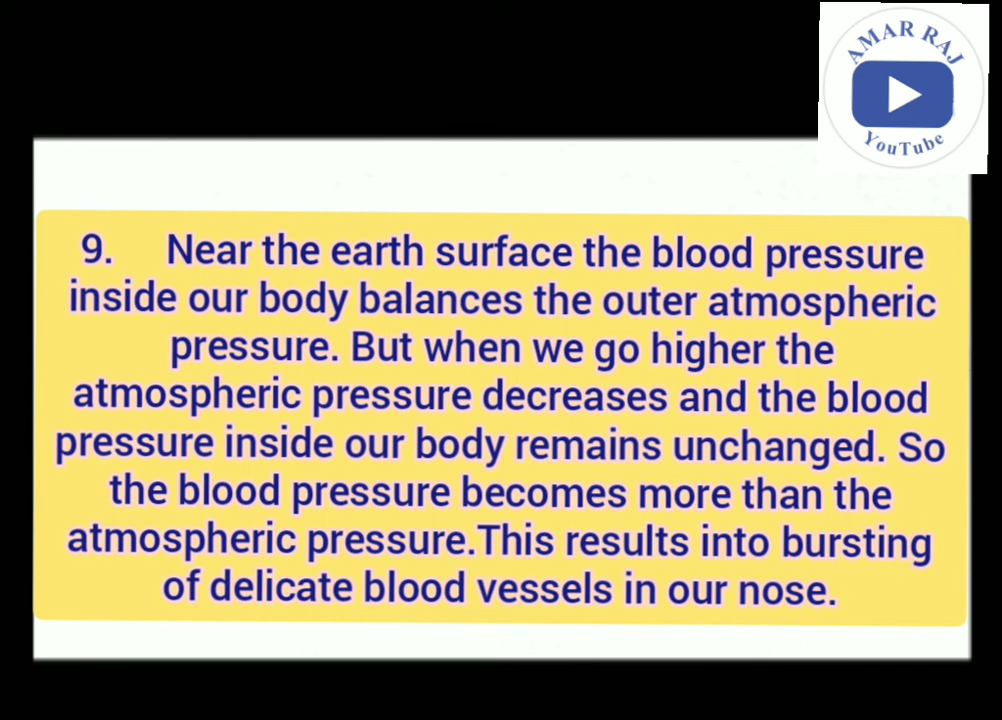 AMAR RAJ
YouTube
9. Near the earth surface the blood pressure
inside our body balances the outer atmospheric
pressure. But when we go higher the
atmospheric pressure decreases and the blood
pressure inside our body remains unchanged. So
the blood pressure becomes more than the
atmospheric pressure.This results into bursting
of delicate blood vessels in our nose.